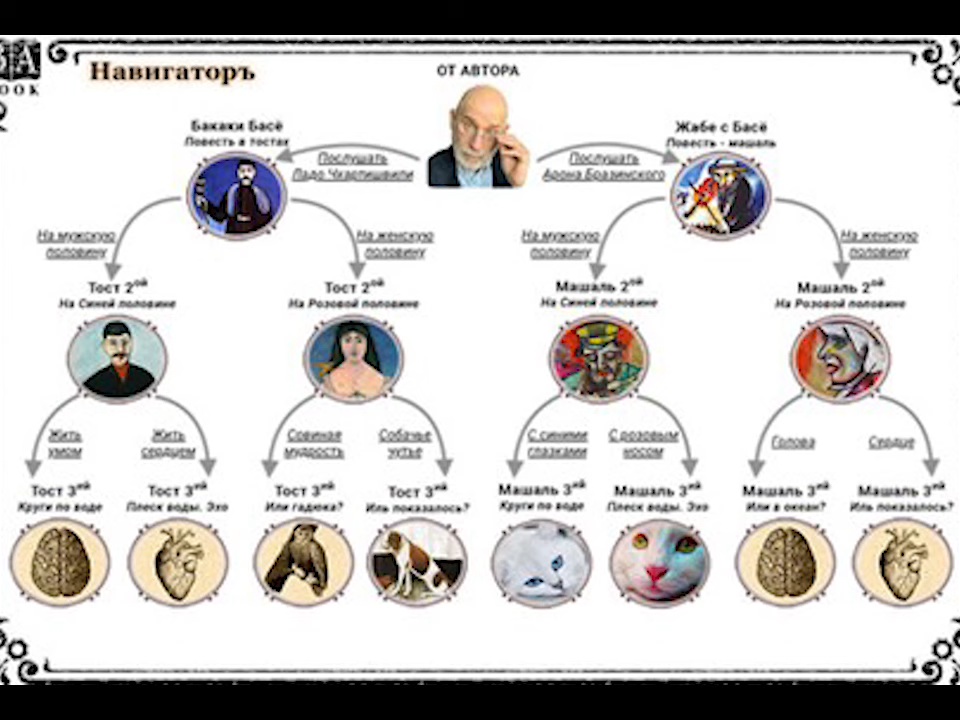 ООК
Навигаторъ
ОТ АВТОРА
Бакаки Басё
Повесть в тостах
Жабе с Басё
Повесть - машаль
Послушать
Ладо Чхартишвили
Послушать
Арона Бразинского
На мужскую
половину
На женскую
половину
На мужскую
половину
На женскую
половину
Тост 2ой
На Синей половине
Тост 2ой
На Розовой половине
Машаль 2ой
На Синей половине
Машаль 2ой
На Розовой половине
Жить
умом
Жить
сердцем
Совиная
мудрость
Собачье
чутье
С синими
глазками
С розовым
носом
Голова
Сердце
Тост 3ий
Круги по воде
Тост 3ий
Плеск воды. Эхо
Тост 3ий
Или гадюка?
Тост 3ий
Иль показалось?
Машаль 3ий
Круги по воде
Машаль 3ий
Плеск воды. Эхо
Машаль 3ий
Или в океан?
Машаль 3ий
Иль показалось?